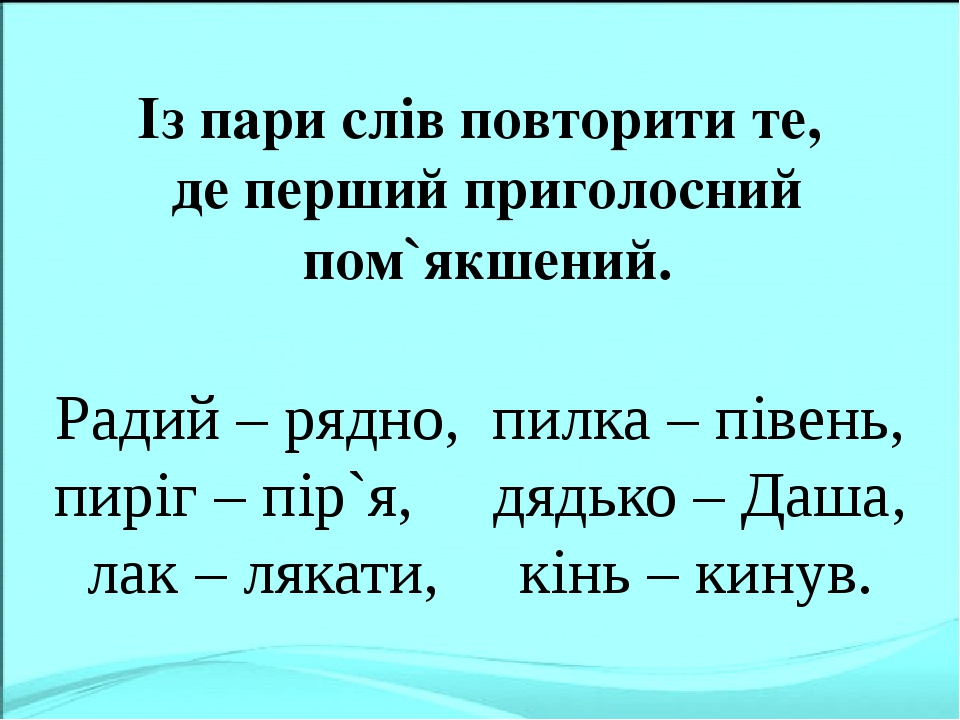 Із пари слів повторити те,
де перший приголосний
пом`якшений.
Радий – рядно, пилка – півень,
пиріг – пір`я, дядько – Даша,
лак – лякати, кінь – кинув.